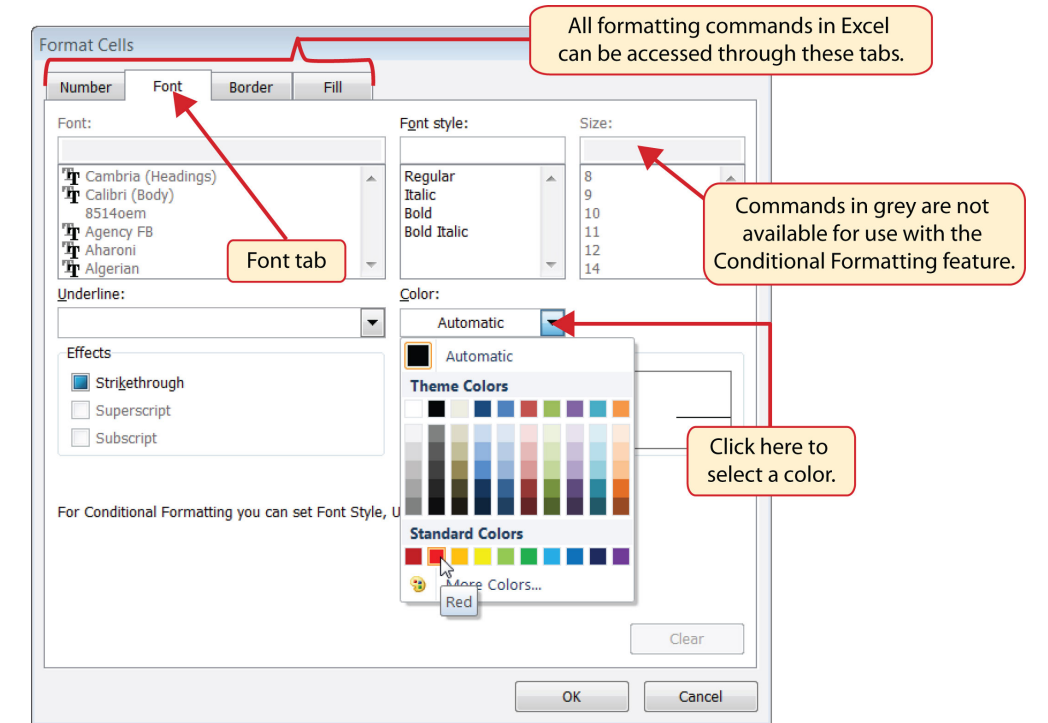 All formatting commands in Excel
can be accessed through these tabs.
Format Cells
Number Font Border Fill
Font: Font style: Size:
Cambria (Headings) Regular 8
Calibri (Body) Italic 9
8514oem Bold 10
Agency FB Bold Italic 11
Aharoni 12
Algerian 14
Commands in grey are not
available for use with the
Conditional Formatting feature.
Font tab
Underline: Color:
Automatic
Effects
Strikethrough
Superscript
Subscript
Automatic
Theme Colors
Click here to
select a color.
For Conditional Formatting you can set Font Style, U
Standard Colors
More Colors...
Red
Clear
OK Cancel